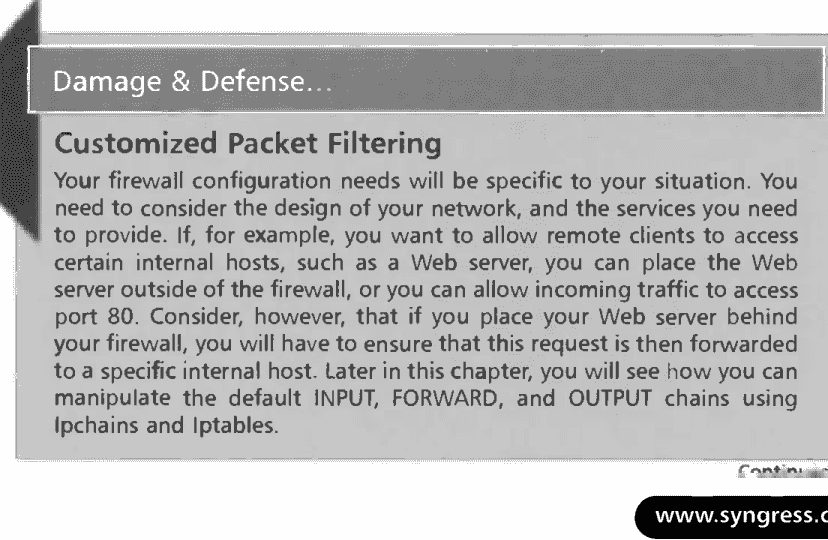 Damage & Defense...
Customized Packet Filtering
Your firewall configuration needs will be specific to your situation. You
need to consider the design of your network, and the services you need
to provide. If, for example, you want to allow remote clients to access
certain internal hosts, such as a Web server, you can place the Web
server outside of the firewall, or you can allow incoming traffic to access
port 80. Consider, however, that if you place your Web server behind
your firewall, you will have to ensure that this request is then forwarded
to a specific internal host. Later in this chapter, you will see how you can
manipulate the default INPUT, FORWARD, and OUTPUT chains using
Ipchains and Iptables.
www.syngress.c